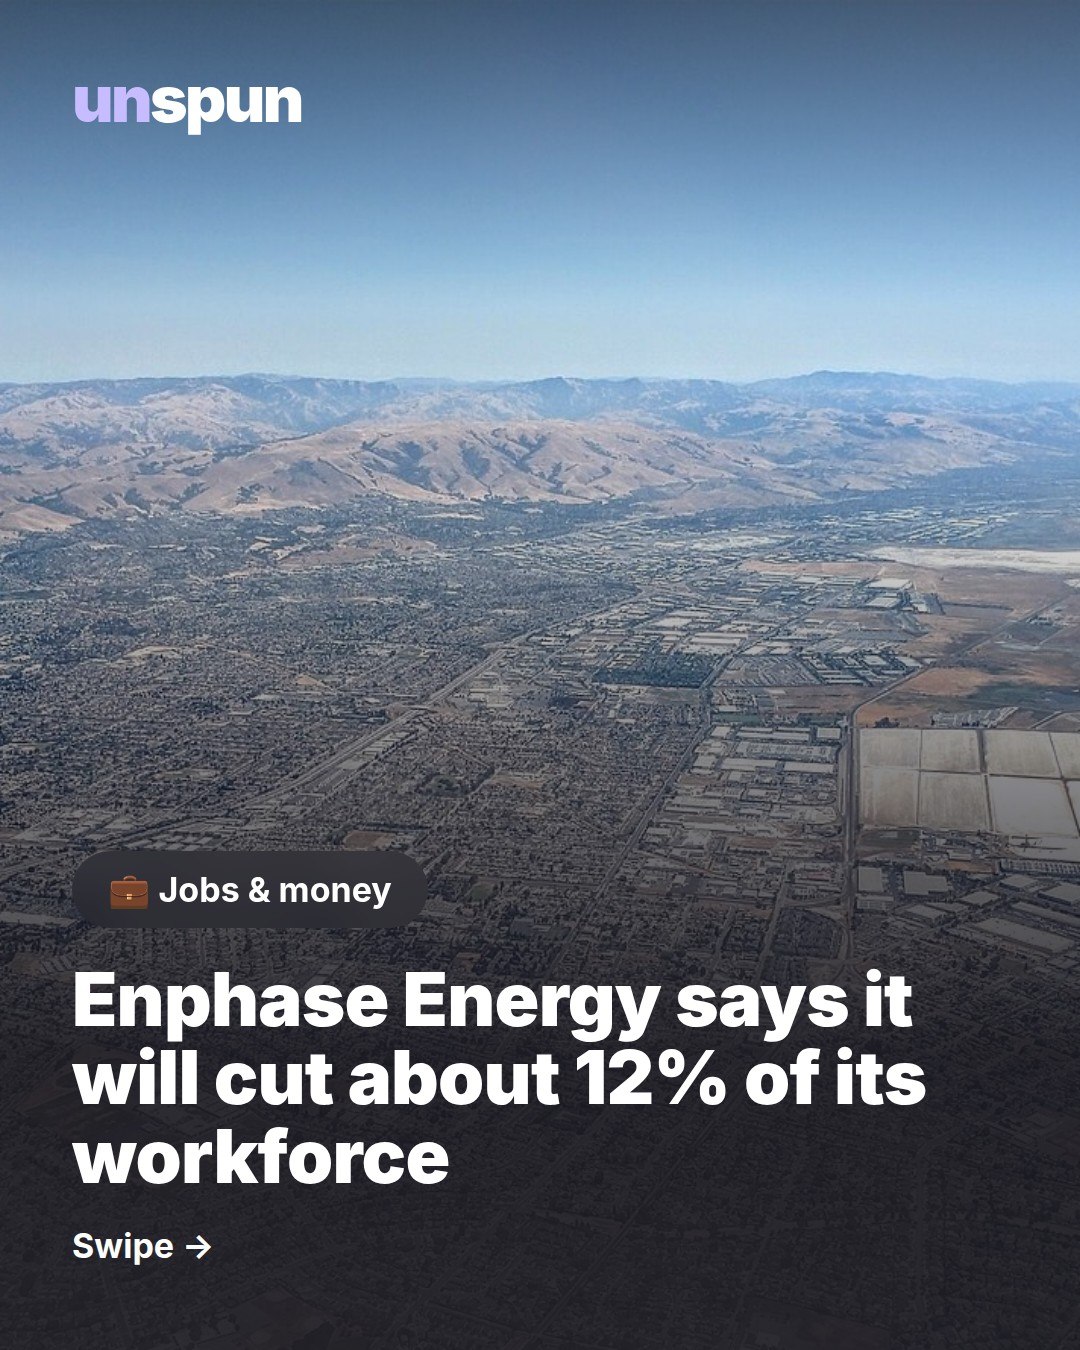 unspun
💼 Jobs & money
Enphase Energy says it
will cut about 12% of its
workforce
Swipe →